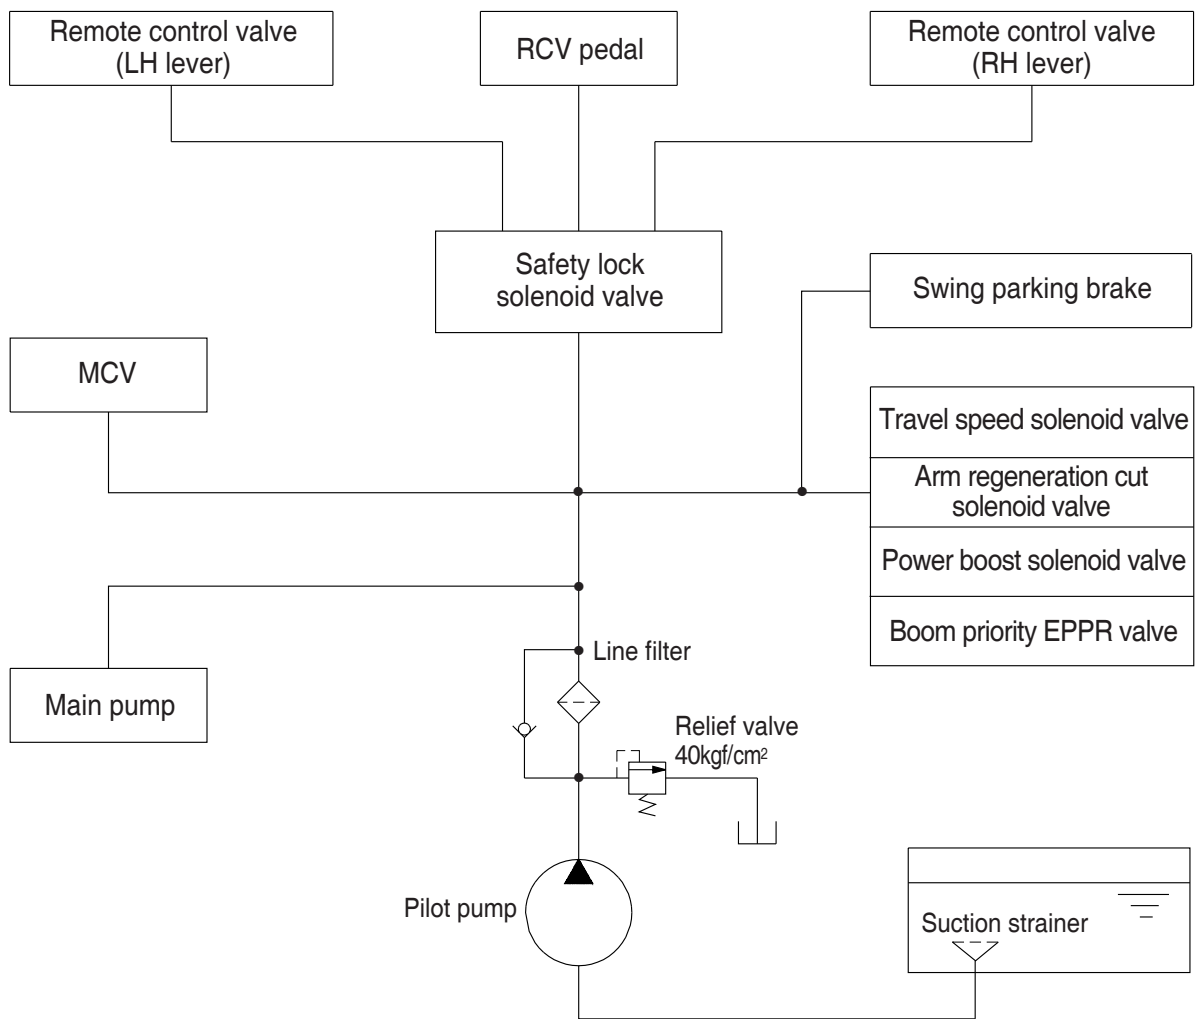 Remote control valve
(LH lever)
RCV pedal
Remote control valve
(RH lever)
Safety lock
solenoid valve
Swing parking brake
MCV
Travel speed solenoid valve
Arm regeneration cut
solenoid valve
Power boost solenoid valve
Boom priority EPPR valve
Line filter
Main pump
Relief valve
40kgf/cm²
Pilot pump
Suction strainer